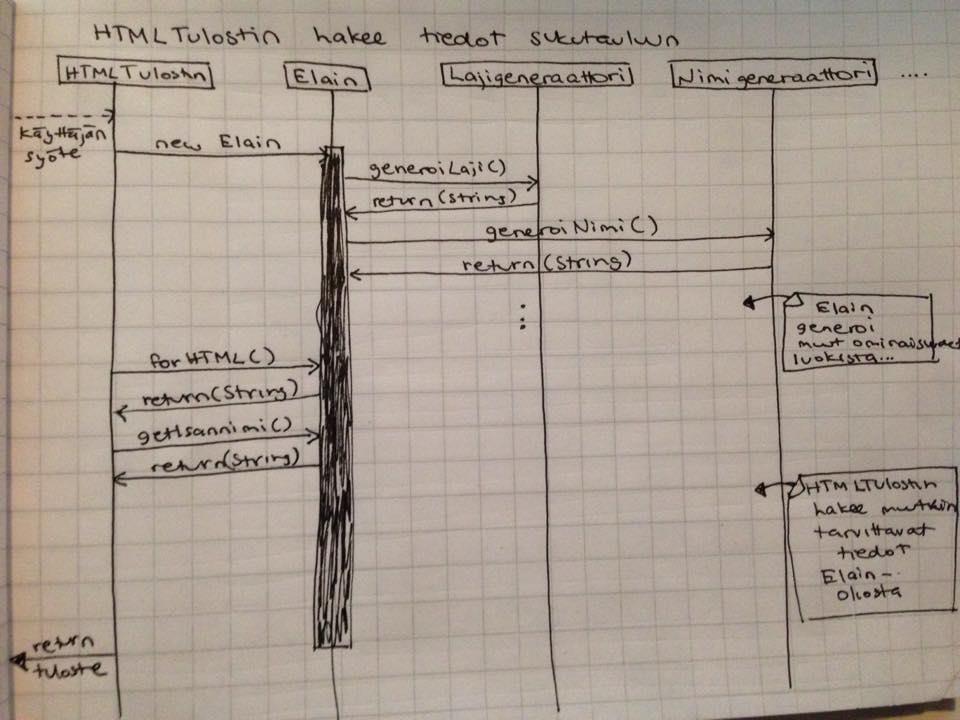 HTMLTulostin hakee tiedot sukutauluun
HTMLTulostin Elain Lajigeneraattori Nimigeneraattori ....
käyttäjän
syöte
new Elain
generoiLaji()
return(String)
generoiNimi()
return(String)
Elain
generoi
muut ominaisuudet
luokista...
forHTML()
return(String)
getIsannimi()
return(String)
HTMLTulostin
hakee muutkin
tarvittavat
tiedot
Elain-
oliosta
return
tuloste